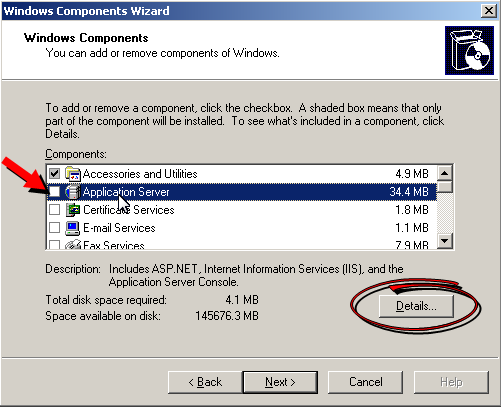 Windows Components Wizard
Windows Components
You can add or remove components of Windows.
To add or remove a component, click the checkbox. A shaded box means that only
part of the component will be installed. To see what's included in a component, click
Details.
Components:
Accessories and Utilities 4.9 MB
Application Server 34.4 MB
Certificate Services 1.8 MB
E-mail Services 1.1 MB
Fax Services 7.9 MB
Description: Includes ASP.NET, Internet Information Services (IIS), and the
Application Server Console.
Total disk space required: 4.1 MB
Space available on disk: 145676.3 MB
Details...
< Back Next > Cancel Help